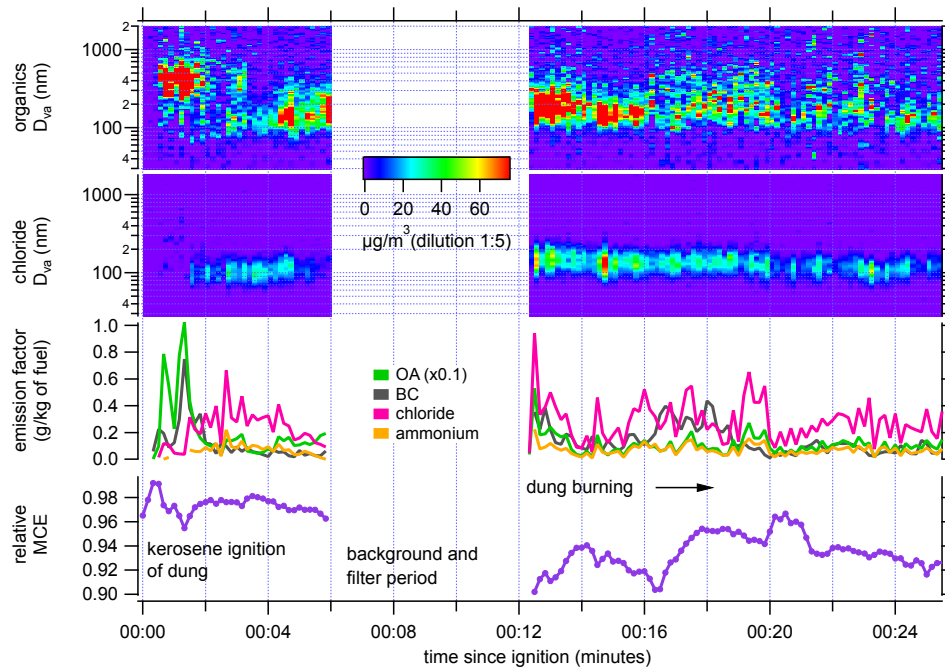 2
1000
organics
Dva (nm)
4
2
100
4
1000
chloride
Dva (nm)
4
2
100
4
0 20 40 60
µg/m3 (dilution 1:5)
1.0
0.8
0.6
0.4
0.2
0.0
emission factor
(g/kg of fuel)
OA (x0.1)
BC
chloride
ammonium
0.98
0.96
0.94
0.92
0.90
relative
MCE
kerosene ignition
of dung
background and
filter period
dung burning
00:00 00:04 00:08 00:12 00:16 00:20 00:24
time since ignition (minutes)